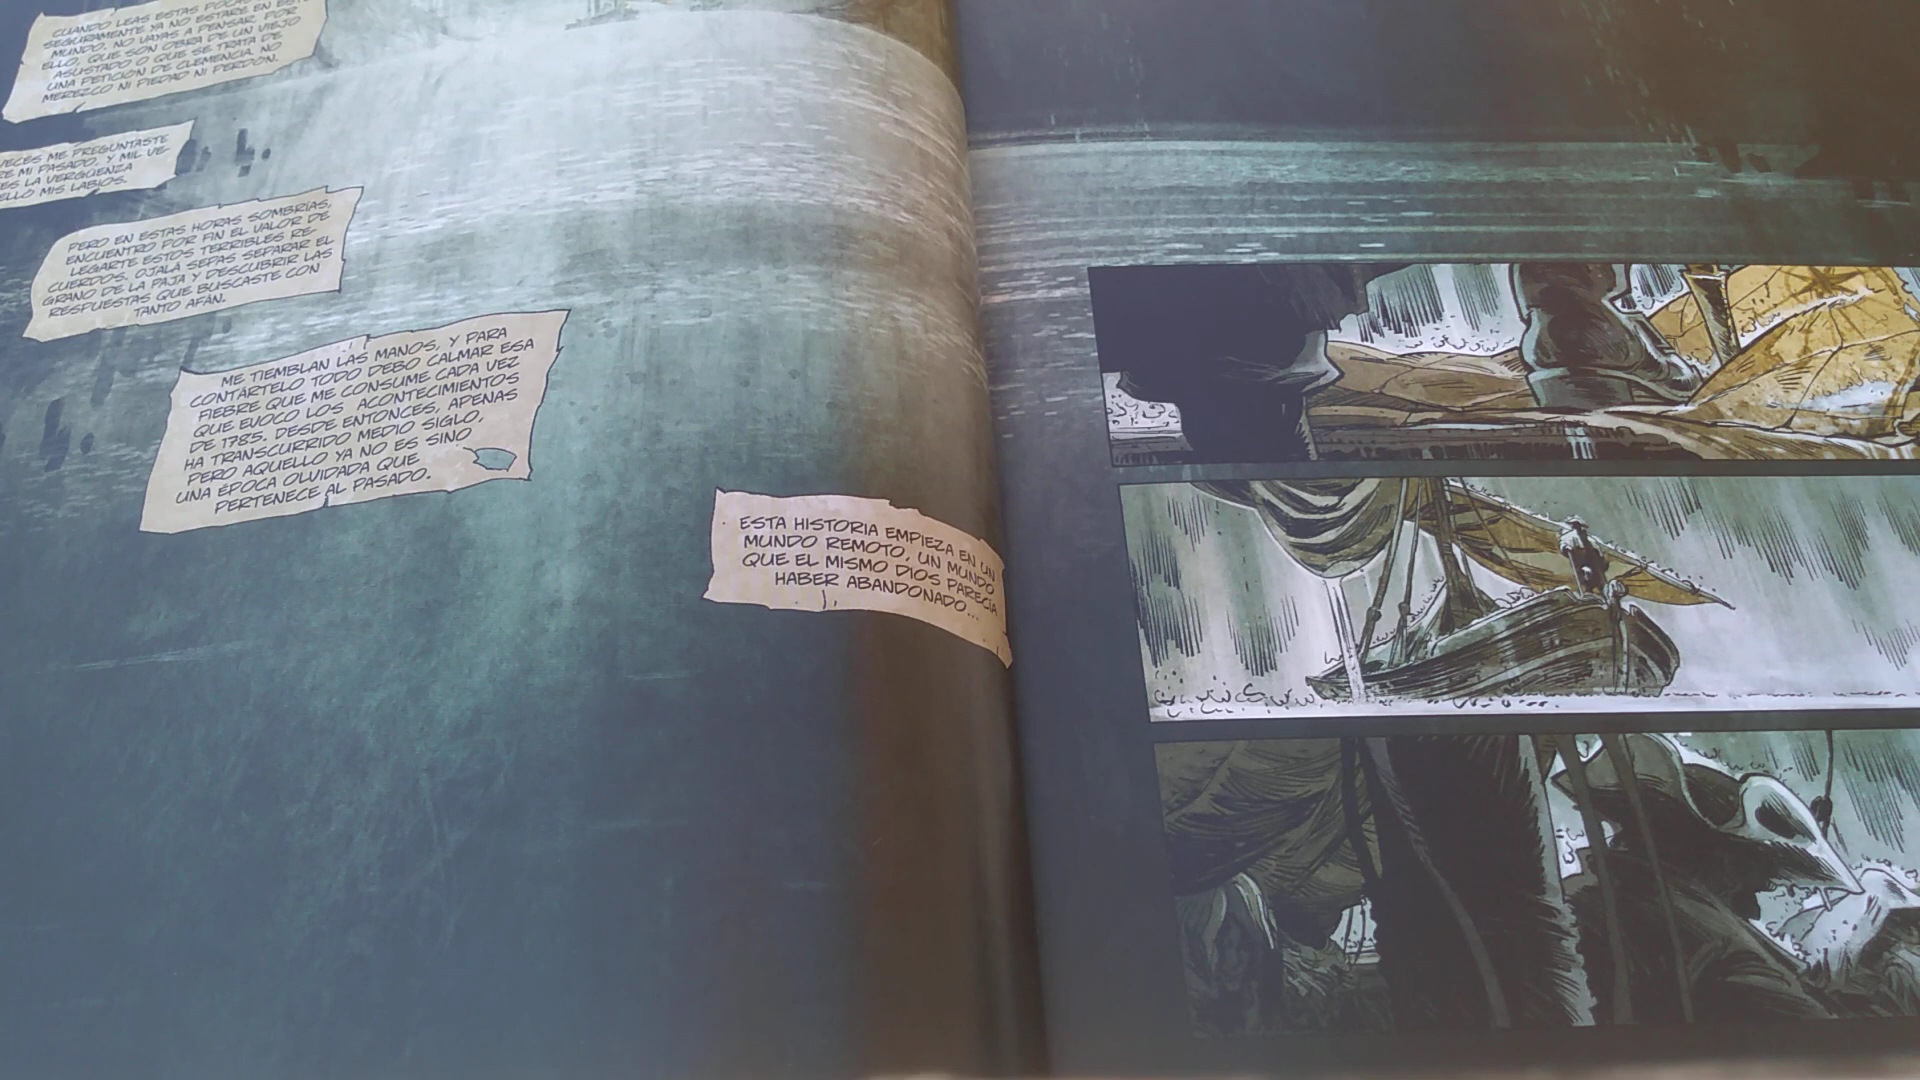 CUANDO LEAS ESTAS POCAS
SEGURAMENTE YA NO ESTARÉ EN ESTE
MUNDO. NO VAYAS A PENSAR, POR
ELLO, QUE SON OBRA DE UN VIEJO
ASUSTADO O QUE SE TRATA DE
UNA PETICIÓN DE CLEMENCIA. NO
MEREZCO NI PIEDAD NI PERDÓN.
VECES ME PREGUNTASTE
MI PASADO, Y MIL VE-
LA VERGÜENZA
MIS LABIOS.
PERO EN ESTAS HORAS SOMBRÍAS,
ENCUENTRO POR FIN EL VALOR DE
LEGARTE ESTOS TERRIBLES RE-
CUERDOS. OJALÁ SEPAS SEPARAR EL
GRANO DE LA PAJA Y DESCUBRIR LAS
RESPUESTAS QUE BUSCASTE CON
TANTO AFÁN.
ME TIEMBLAN LAS MANOS, Y PARA
CONTÁRTELO TODO DEBO CALMAR ESA
FIEBRE QUE ME CONSUME CADA VEZ
QUE EVOCO LOS ACONTECIMIENTOS
DE 1785. DESDE ENTONCES, APENAS
HA TRANSCURRIDO MEDIO SIGLO,
PERO AQUELLO YA NO ES SINO
UNA ÉPOCA OLVIDADA QUE
PERTENECE AL PASADO.
ESTA HISTORIA EMPIEZA EN UN
MUNDO REMOTO, UN MUNDO
QUE EL MISMO DIOS PARECÍA
HABER ABANDONADO...